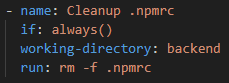 - name: Cleanup .npmrc
  if: always()
  working-directory: backend
  run: rm -f .npmrc